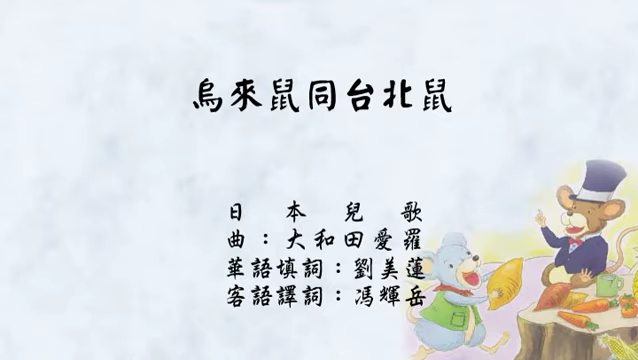 烏來鼠同台北鼠
日本兒歌
曲：大和田愛羅
華語填詞：劉美蓮
客語譯詞：馮輝岳